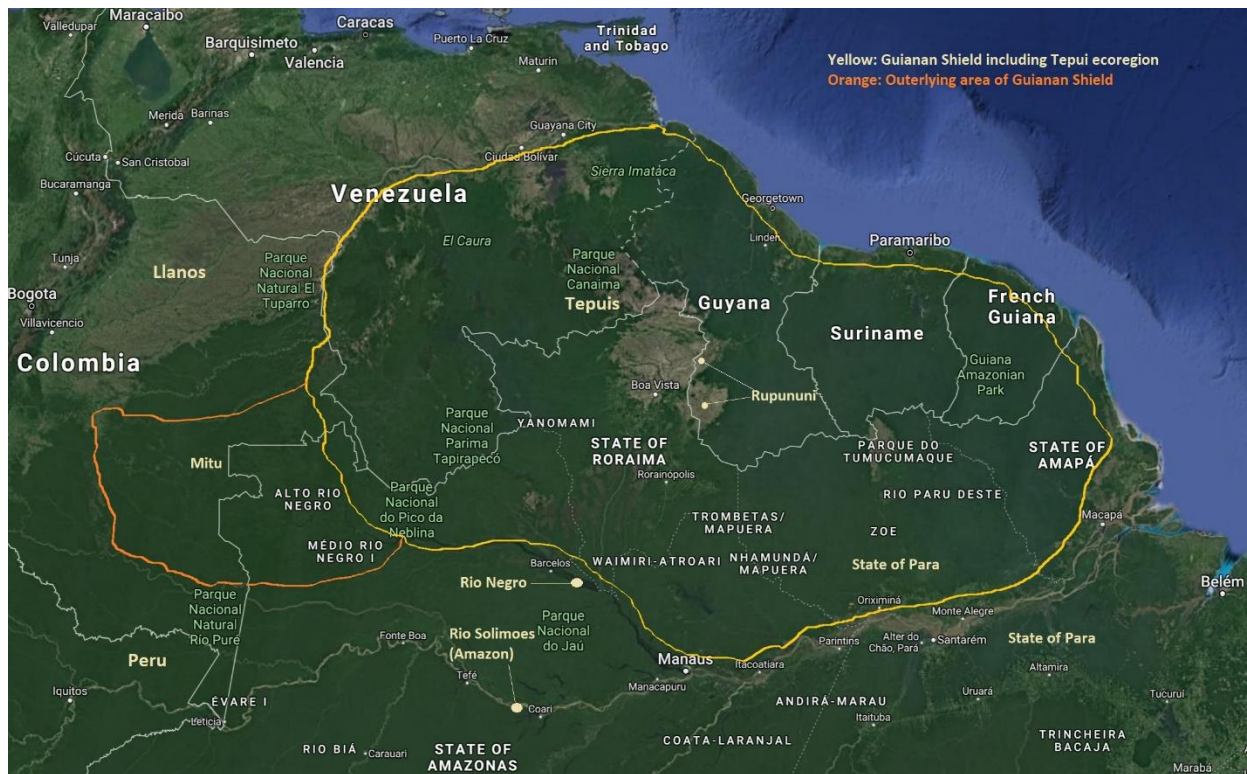 Valledupar
Maracaibo
Caracas
Barquisimeto
Valencia
Puerto La Cruz
Maturin
Trinidad
and Tobago
Yellow: Guianan Shield including Tepui ecoregion
Orange: Outerlying area of Guianan Shield
Merida
Barinas
Guayana City
Ciudad Bolívar
Cúcuta
San Cristobal
Bucaramanga
Sierra Imataca
Venezuela
Georgetown
Linden
Paramaribo
El Caura
Tunja
Llanos
Parque
Nacional
Natural El
Tuparro
Parque
Nacional
Canaima
Tepuis
Guyana
French
Guiana
Suriname
Bogota
Villavicencio
Colombia
Guiana
Amazonian
Park
Boa Vista
Rupununi
Parque
Nacional
Parima
Tapirapecó
YANOMAMI
STATE OF
RORAIMA
PARQUE DO
TUMUCUMAQUE
STATE OF
AMAPÁ
Mitu
Rorainópolis
ALTO RIO
NEGRO
Parque
Nacional
do Pico da
Neblina
RIO PARU DESTE
Macapá
TROMBETAS/
MAPUERA
ZOE
MÉDIO RIO
NEGRO I
Barcelos
WAIMIRI-ATROARI
NHAMUNDÁ/
MAPUERA
State of Para
Rio Negro
Belém
Parque
Nacional
Natural
Río Puré
Oriximiná
Monte Alegre
Rio Solimoes
(Amazon)
Parque
Nacional
do Jaú
Fonte Boa
Parintins
Alter do
Chão, Pará
Santarém
State of Para
Peru
Manaus
Itacoatiara
Tefé
Manacapuru
Altamira
Iquitos
ÉVARE I
Leticia
Coari
ANDIRÁ-MARAU
Uruará
Tucuruí
Itaituba
RIO BIÁ
Carauari
STATE OF
AMAZONAS
COATA-LARANJAL
TRINCHEIRA
BACAJA
Marabá